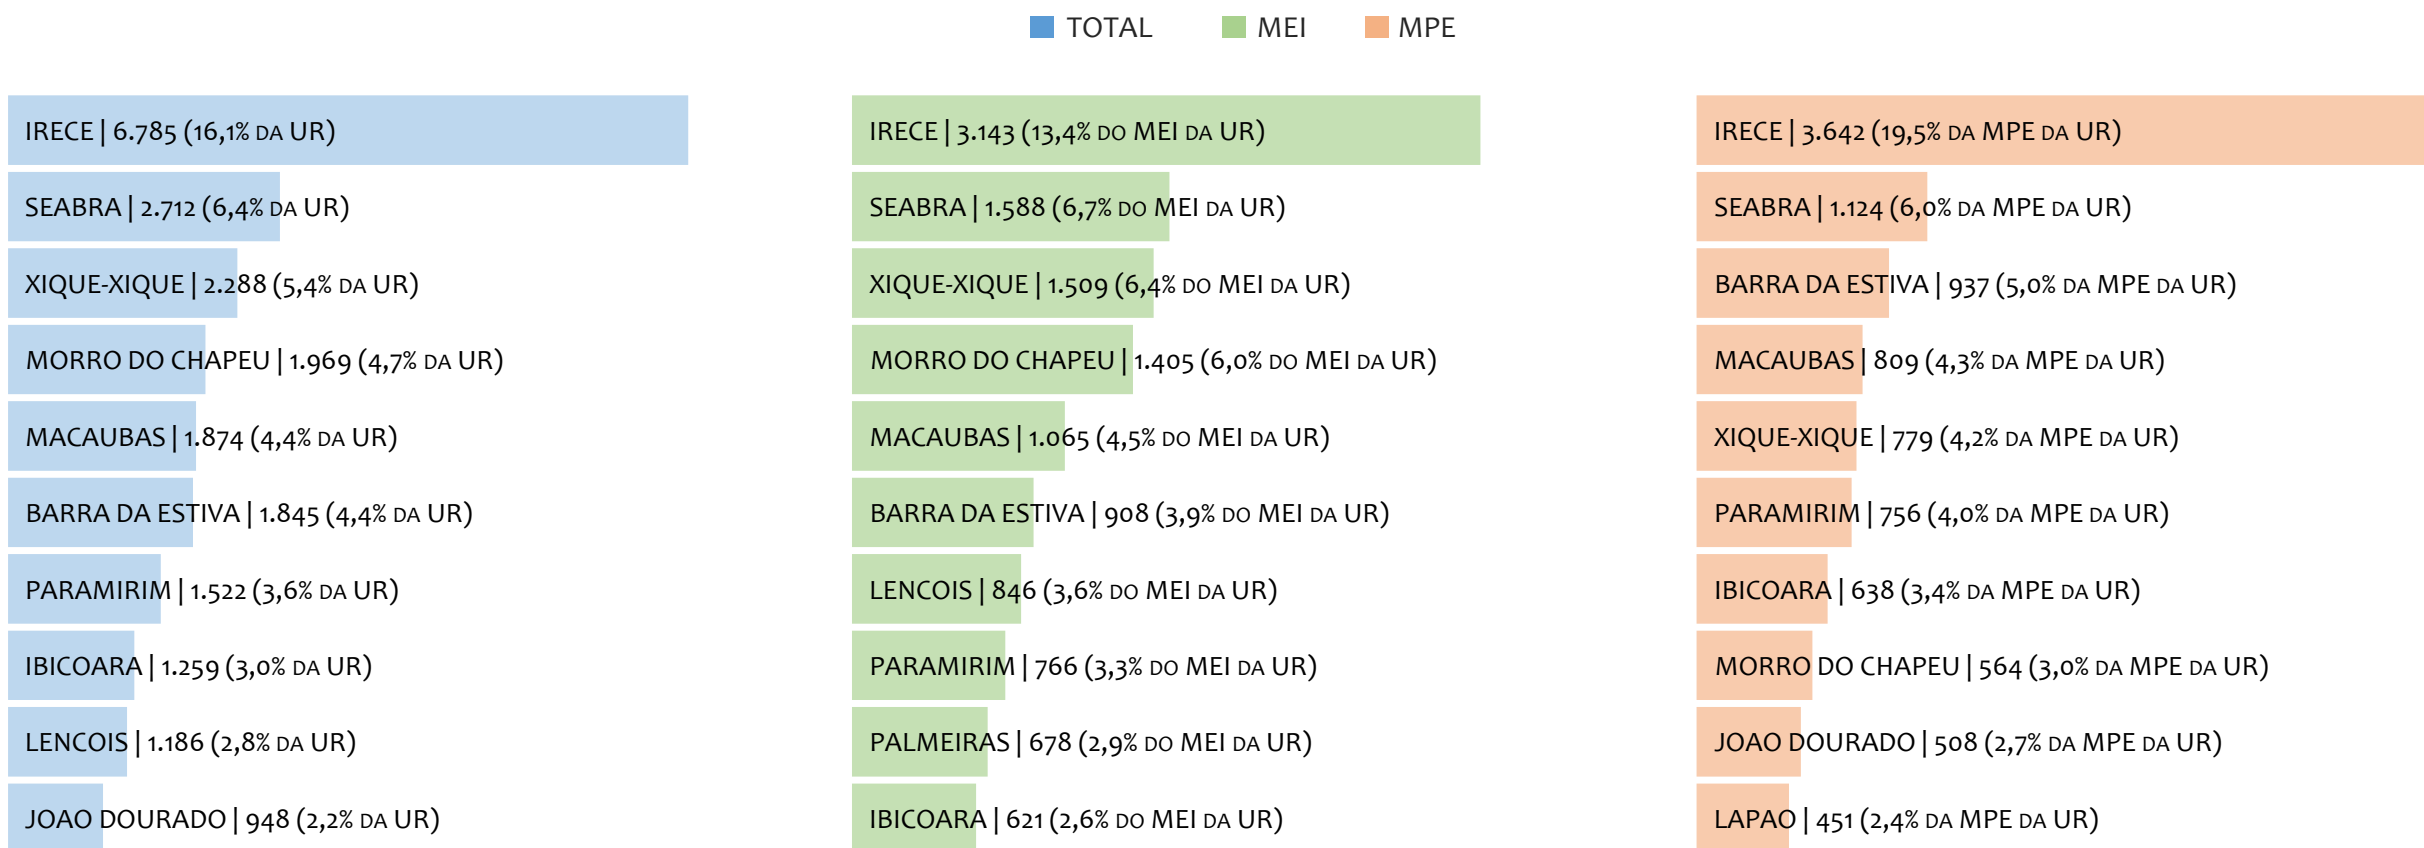 TOTAL MEI MPE
IRECE | 6.785 (16,1% DA UR)
SEABRA | 2.712 (6,4% DA UR)
XIQUE-XIQUE | 2.288 (5,4% DA UR)
MORRO DO CHAPEU | 1.969 (4,7% DA UR)
MACAUBAS | 1.874 (4,4% DA UR)
BARRA DA ESTIVA | 1.845 (4,4% DA UR)
PARAMIRIM | 1.522 (3,6% DA UR)
IBICOARA | 1.259 (3,0% DA UR)
LENCOIS | 1.186 (2,8% DA UR)
JOAO DOURADO | 948 (2,2% DA UR)
IRECE | 3.143 (13,4% DO MEI DA UR)
SEABRA | 1.588 (6,7% DO MEI DA UR)
XIQUE-XIQUE | 1.509 (6,4% DO MEI DA UR)
MORRO DO CHAPEU | 1.405 (6,0% DO MEI DA UR)
MACAUBAS | 1.065 (4,5% DO MEI DA UR)
BARRA DA ESTIVA | 908 (3,9% DO MEI DA UR)
LENCOIS | 846 (3,6% DO MEI DA UR)
PARAMIRIM | 766 (3,3% DO MEI DA UR)
PALMEIRAS | 678 (2,9% DO MEI DA UR)
IBICOARA | 621 (2,6% DO MEI DA UR)
IRECE | 3.642 (19,5% DA MPE DA UR)
SEABRA | 1.124 (6,0% DA MPE DA UR)
BARRA DA ESTIVA | 937 (5,0% DA MPE DA UR)
MACAUBAS | 809 (4,3% DA MPE DA UR)
XIQUE-XIQUE | 779 (4,2% DA MPE DA UR)
PARAMIRIM | 756 (4,0% DA MPE DA UR)
IBICOARA | 638 (3,4% DA MPE DA UR)
MORRO DO CHAPEU | 564 (3,0% DA MPE DA UR)
JOAO DOURADO | 508 (2,7% DA MPE DA UR)
LAPAO | 451 (2,4% DA MPE DA UR)